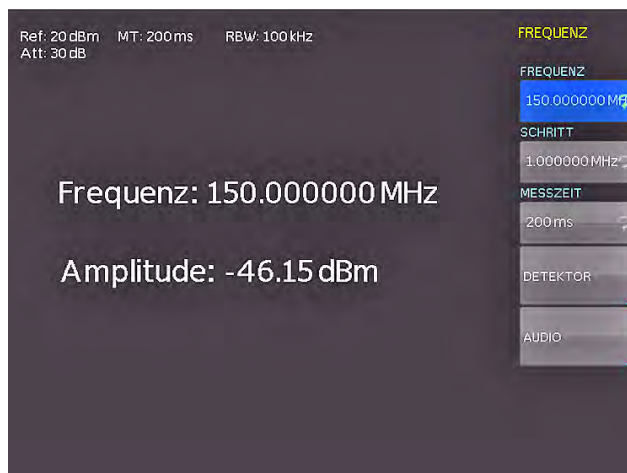 Ref: 20 dBm MT: 200 ms RBW: 100 kHz
Att: 30 dB
Frequenz: 150.000000 MHz
Amplitude: -46.15 dBm
FREQUENZ
FREQUENZ
150.000000 MH
SCHRITT
1.000000 MHz
MESSZEIT
200 ms
DETEKTOR
AUDIO